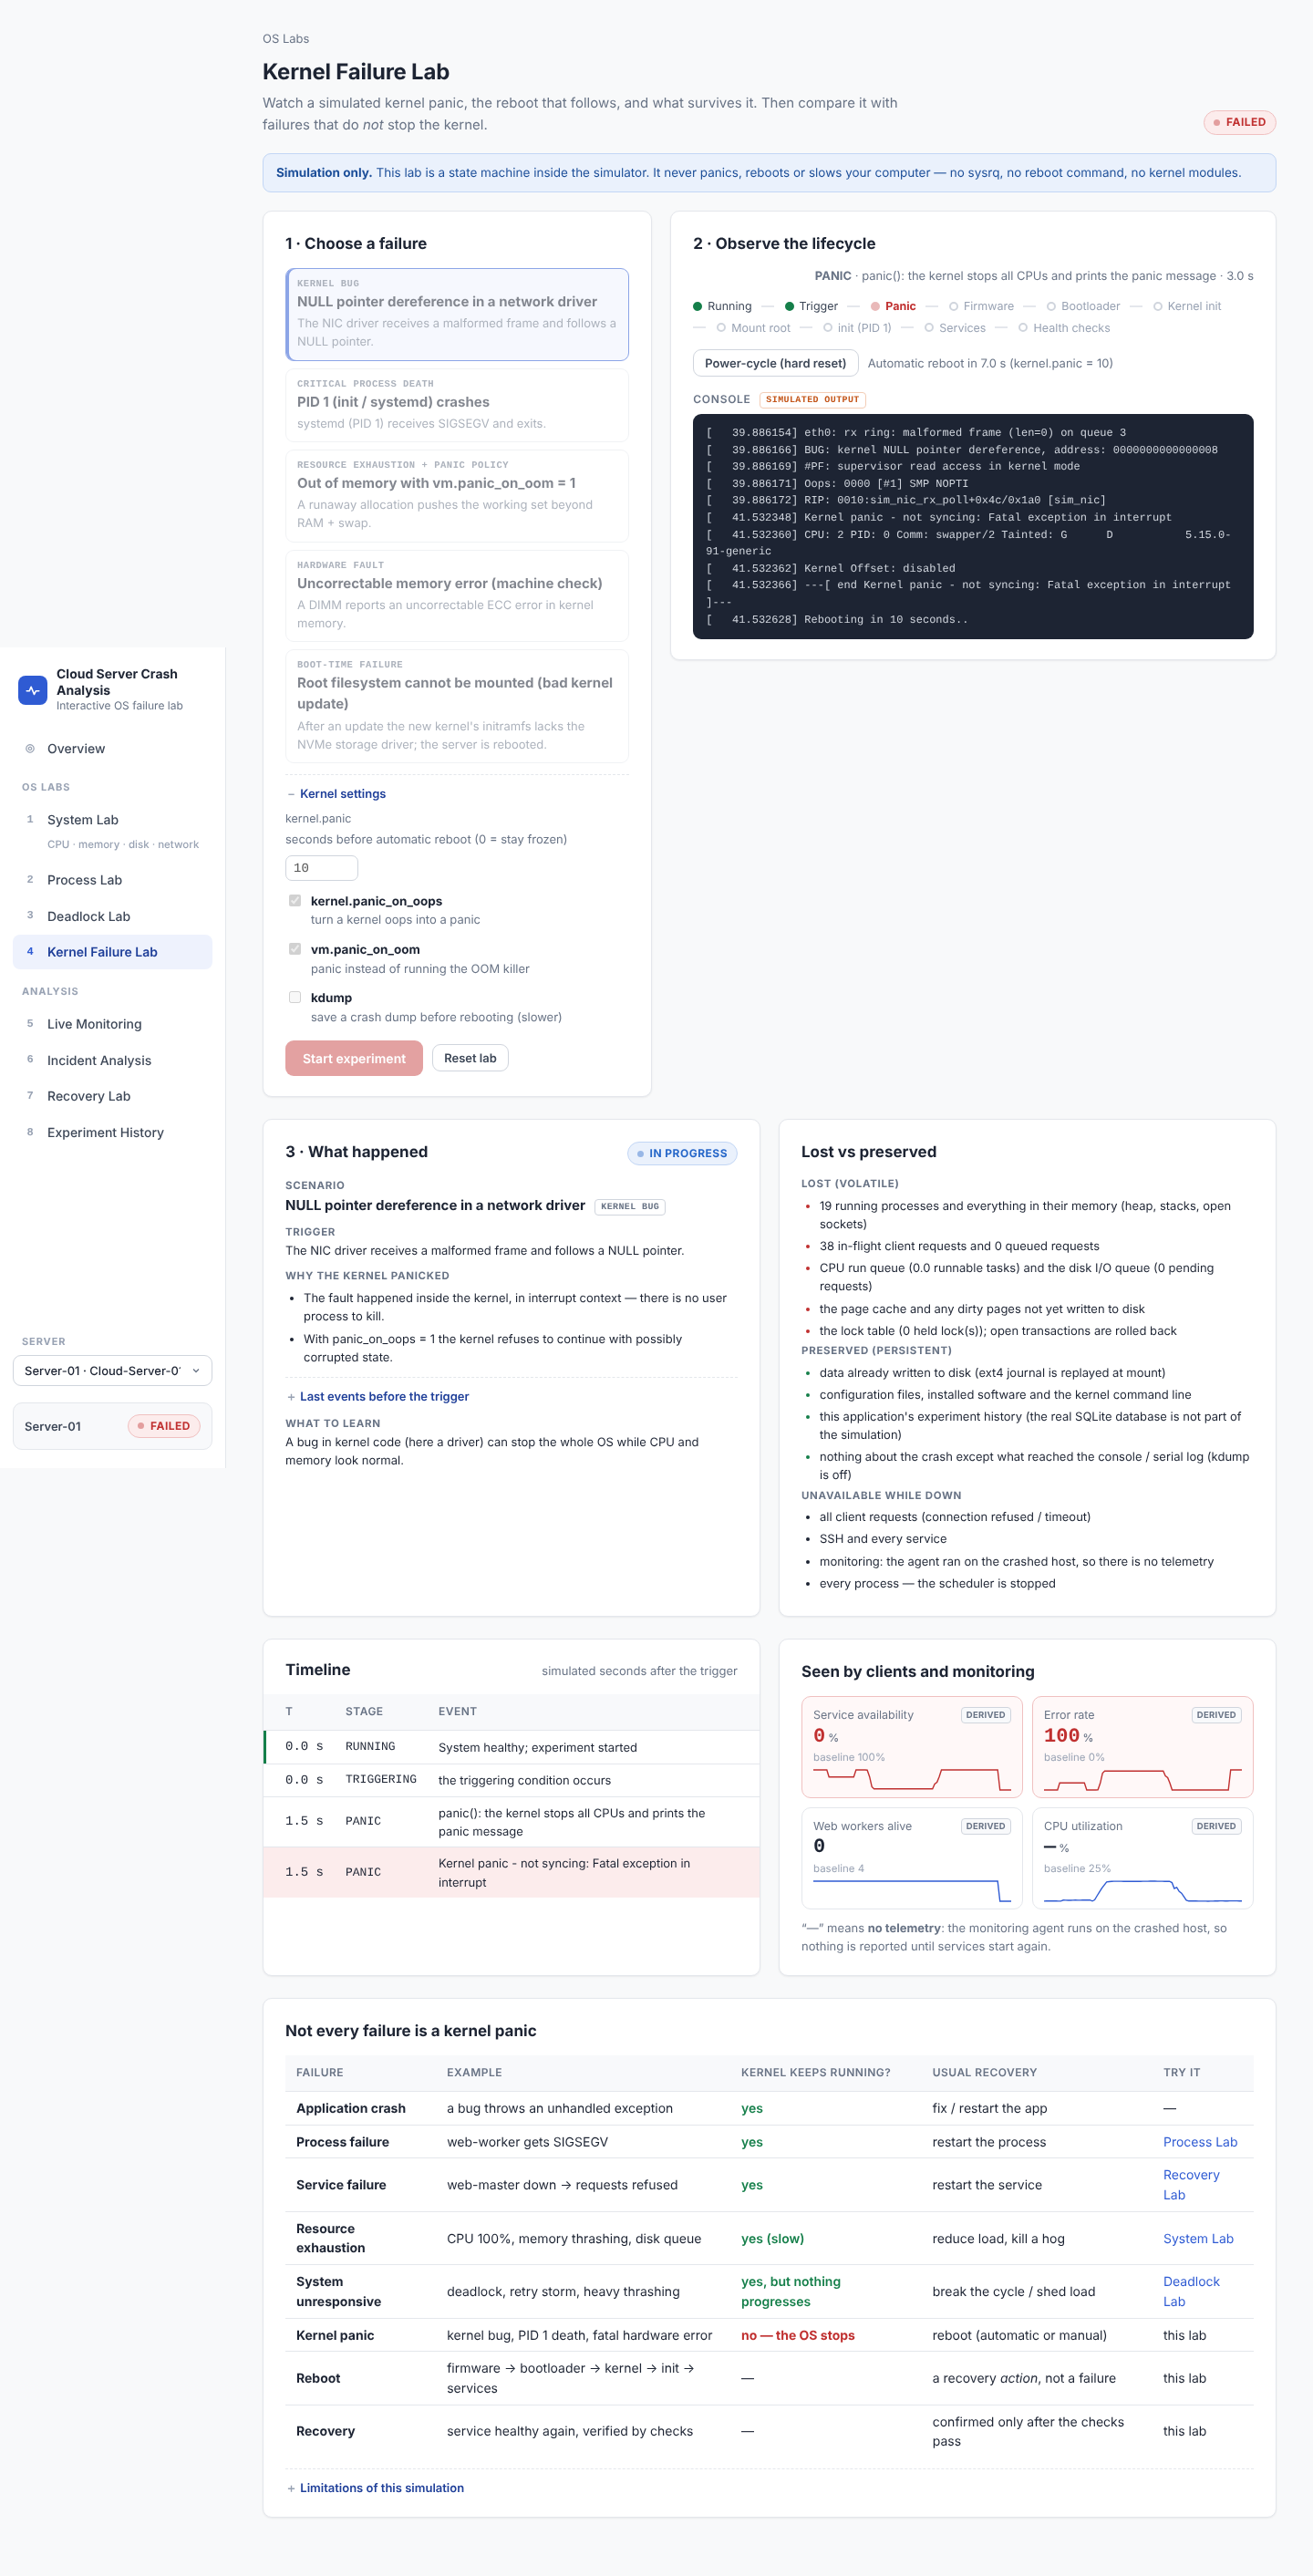 OS Labs
Kernel Failure Lab
Watch a simulated kernel panic, the reboot that follows, and what survives it. Then compare it with
failures that do not stop the kernel.
FAILED
Simulation only. This lab is a state machine inside the simulator. It never panics, reboots or slows your computer — no sysrq, no reboot command, no kernel modules.
1 · Choose a failure
KERNEL BUG
NULL pointer dereference in a network driver
The NIC driver receives a malformed frame and follows a
NULL pointer.
CRITICAL PROCESS DEATH
PID 1 (init / systemd) crashes
systemd (PID 1) receives SIGSEGV and exits.
RESOURCE EXHAUSTION + PANIC POLICY
Out of memory with vm.panic_on_oom = 1
A runaway allocation pushes the working set beyond
RAM + swap.
HARDWARE FAULT
Uncorrectable memory error (machine check)
A DIMM reports an uncorrectable ECC error in kernel
memory.
BOOT-TIME FAILURE
Root filesystem cannot be mounted (bad kernel
update)
After an update the new kernel's initramfs lacks the
NVMe storage driver; the server is rebooted.
– Kernel settings
kernel.panic
seconds before automatic reboot (0 = stay frozen)
10
kernel.panic_on_oops
turn a kernel oops into a panic
vm.panic_on_oom
panic instead of running the OOM killer
kdump
save a crash dump before rebooting (slower)
Start experiment
Reset lab
2 · Observe the lifecycle
PANIC · panic(): the kernel stops all CPUs and prints the panic message · 3.0 s
Running — Trigger — Panic — Firmware — Bootloader — Kernel init
— Mount root — init (PID 1) — Services — Health checks
Power-cycle (hard reset) Automatic reboot in 7.0 s (kernel.panic = 10)
CONSOLE SIMULATED OUTPUT
[   39.886154] eth0: rx ring: malformed frame (len=0) on queue 3
[   39.886166] BUG: kernel NULL pointer dereference, address: 0000000000000008
[   39.886169] #PF: supervisor read access in kernel mode
[   39.886171] Oops: 0000 [#1] SMP NOPTI
[   39.886172] RIP: 0010:sim_nic_rx_poll+0x4c/0x1a0 [sim_nic]
[   41.532348] Kernel panic - not syncing: Fatal exception in interrupt
[   41.532360] CPU: 2 PID: 0 Comm: swapper/2 Tainted: G      D           5.15.0-
91-generic
[   41.532362] Kernel Offset: disabled
[   41.532366] ---[ end Kernel panic - not syncing: Fatal exception in interrupt
]---
[   41.532628] Rebooting in 10 seconds..
Cloud Server Crash
Analysis
Interactive OS failure lab
Overview
OS LABS
1 System Lab
CPU · memory · disk · network
2 Process Lab
3 Deadlock Lab
4 Kernel Failure Lab
ANALYSIS
5 Live Monitoring
6 Incident Analysis
7 Recovery Lab
8 Experiment History
SERVER
Server-01 · Cloud-Server-0
Server-01 FAILED
3 · What happened
IN PROGRESS
SCENARIO
NULL pointer dereference in a network driver KERNEL BUG
TRIGGER
The NIC driver receives a malformed frame and follows a NULL pointer.
WHY THE KERNEL PANICKED
• The fault happened inside the kernel, in interrupt context — there is no user
process to kill.
• With panic_on_oops = 1 the kernel refuses to continue with possibly
corrupted state.
+ Last events before the trigger
WHAT TO LEARN
A bug in kernel code (here a driver) can stop the whole OS while CPU and
memory look normal.
Lost vs preserved
LOST (VOLATILE)
• 19 running processes and everything in their memory (heap, stacks, open
sockets)
• 38 in-flight client requests and 0 queued requests
• CPU run queue (0.0 runnable tasks) and the disk I/O queue (0 pending
requests)
• the page cache and any dirty pages not yet written to disk
• the lock table (0 held lock(s)); open transactions are rolled back
PRESERVED (PERSISTENT)
• data already written to disk (ext4 journal is replayed at mount)
• configuration files, installed software and the kernel command line
• this application's experiment history (the real SQLite database is not part of
the simulation)
• nothing about the crash except what reached the console / serial log (kdump
is off)
UNAVAILABLE WHILE DOWN
• all client requests (connection refused / timeout)
• SSH and every service
• monitoring: the agent ran on the crashed host, so there is no telemetry
• every process — the scheduler is stopped
Timeline
simulated seconds after the trigger
T STAGE EVENT
0.0 s RUNNING System healthy; experiment started
0.0 s TRIGGERING the triggering condition occurs
1.5 s PANIC panic(): the kernel stops all CPUs and prints the
panic message
1.5 s PANIC Kernel panic - not syncing: Fatal exception in
interrupt
Seen by clients and monitoring
Service availability DERIVED
0 %
baseline 100%
Error rate DERIVED
100 %
baseline 0%
Web workers alive DERIVED
0
baseline 4
CPU utilization DERIVED
— %
baseline 25%
“—” means no telemetry: the monitoring agent runs on the crashed host, so
nothing is reported until services start again.
Not every failure is a kernel panic
FAILURE EXAMPLE KERNEL KEEPS RUNNING? USUAL RECOVERY TRY IT
Application crash a bug throws an unhandled exception yes fix / restart the app —
Process failure web-worker gets SIGSEGV yes restart the process Process Lab
Service failure web-master down → requests refused yes restart the service Recovery
Lab
Resource
exhaustion CPU 100%, memory thrashing, disk queue yes (slow) reduce load, kill a hog System Lab
System
unresponsive deadlock, retry storm, heavy thrashing yes, but nothing
progresses break the cycle / shed load Deadlock
Lab
Kernel panic kernel bug, PID 1 death, fatal hardware error no — the OS stops reboot (automatic or manual) this lab
Reboot firmware → bootloader → kernel → init →
services — a recovery action, not a failure this lab
Recovery service healthy again, verified by checks — confirmed only after the checks
pass this lab
+ Limitations of this simulation